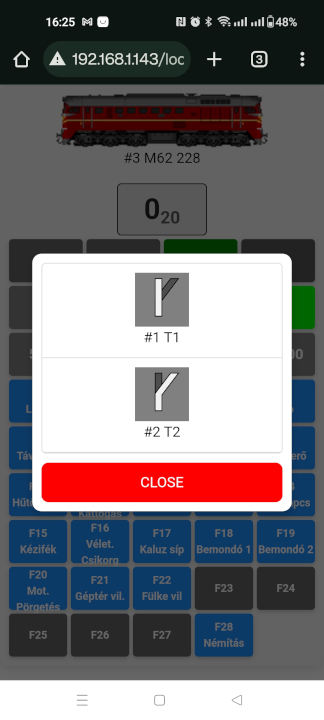 16:25
48%
192.168.1.143/loc
3
#3 M62 228
0 20
#1 T1
#2 T2
CLOSE
F15 F16 F17 F18 F19
Kézifék Vélet. Kaluz síp Bemondó 1 Bemondó 2
Csikorg
F20 F21 F22 F23 F24
Mot. Géptér vil. Fülke vil
Pörgetés
F25 F26 F27 F28
Némítás